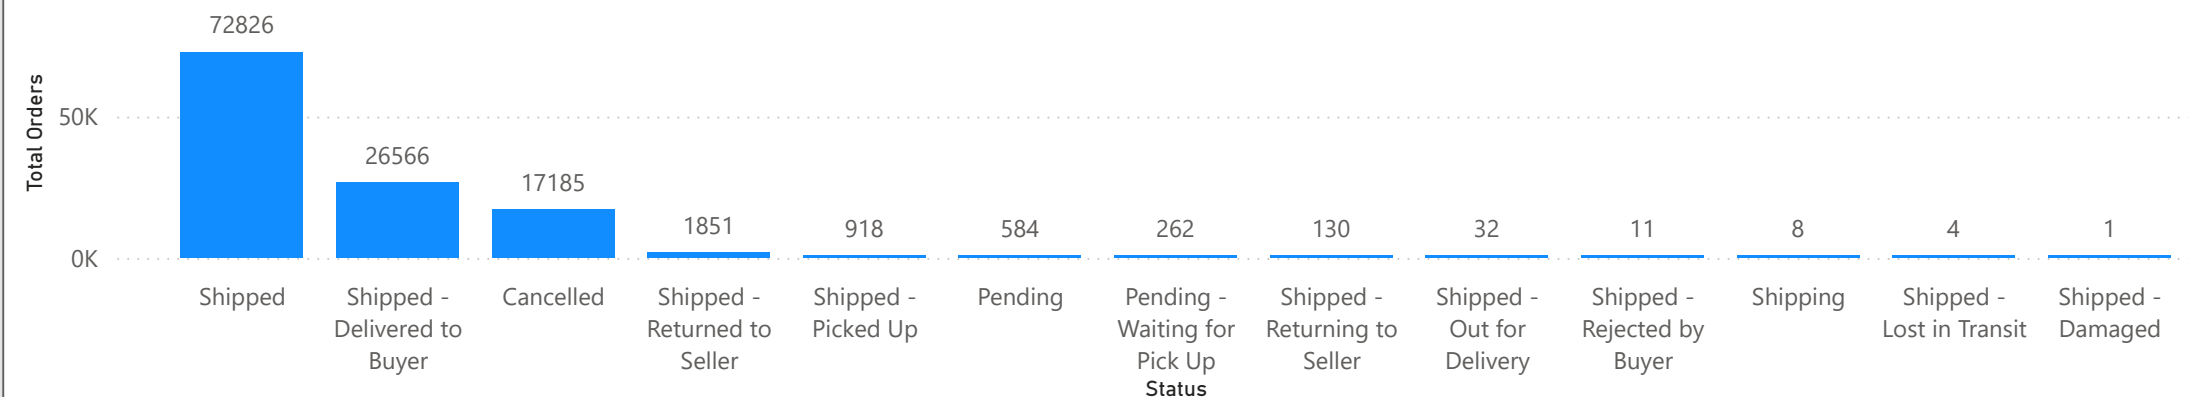 72826
Total Orders
50K
26566
17185
1851
918
584
262
130
32
11
8
4
1
0K
Shipped
Shipped -
Delivered to
Buyer
Cancelled
Shipped -
Returned to
Seller
Shipped -
Picked Up
Pending
Pending -
Waiting for
Pick Up
Shipped -
Returning to
Seller
Shipped -
Out for
Delivery
Shipped -
Rejected by
Buyer
Shipping
Shipped -
Lost in Transit
Shipped -
Damaged
Status